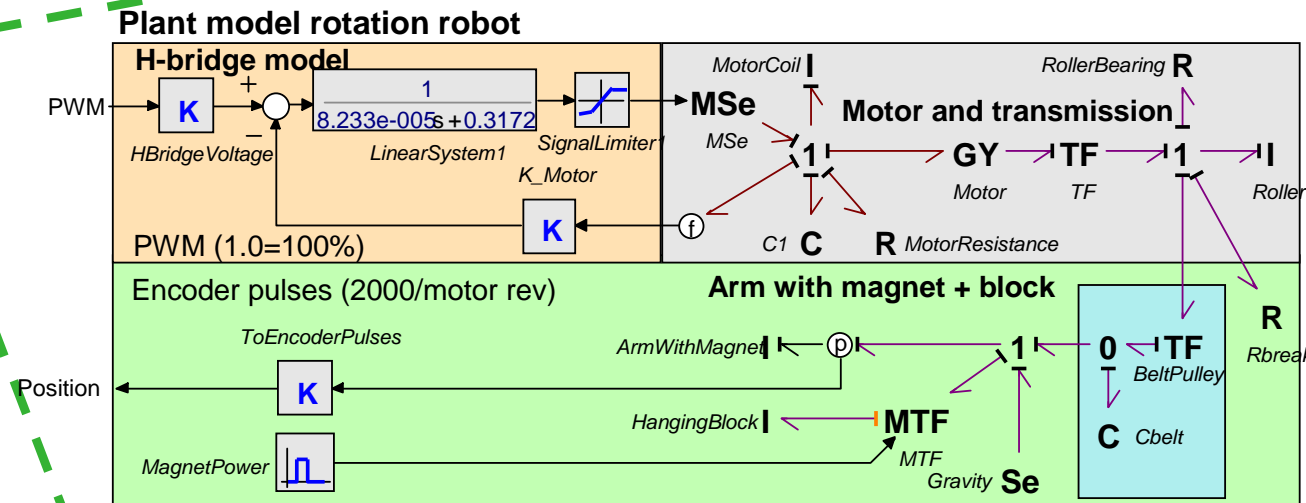 Plant model rotation robot
H-bridge model
PWM
K
HBridgeVoltage
+
−
1
8.233e-005s+0.3172
LinearSystem1
SignalLimiter1
K_Motor
K
PWM (1.0=100%)
MotorCoil I
MSe
MSe
Motor and transmission
RollerBearing R
1
GY
Motor
TF
TF
1
I
Roller
f
C1 C
R MotorResistance
R
Rbreak
Encoder pulses (2000/motor rev)
Arm with magnet + block
ToEncoderPulses
K
Position
ArmWithMagnet I
p
1
0
TF
BeltPulley
C Cbelt
HangingBlock I
MTF
MTF
MagnetPower
Gravity Se